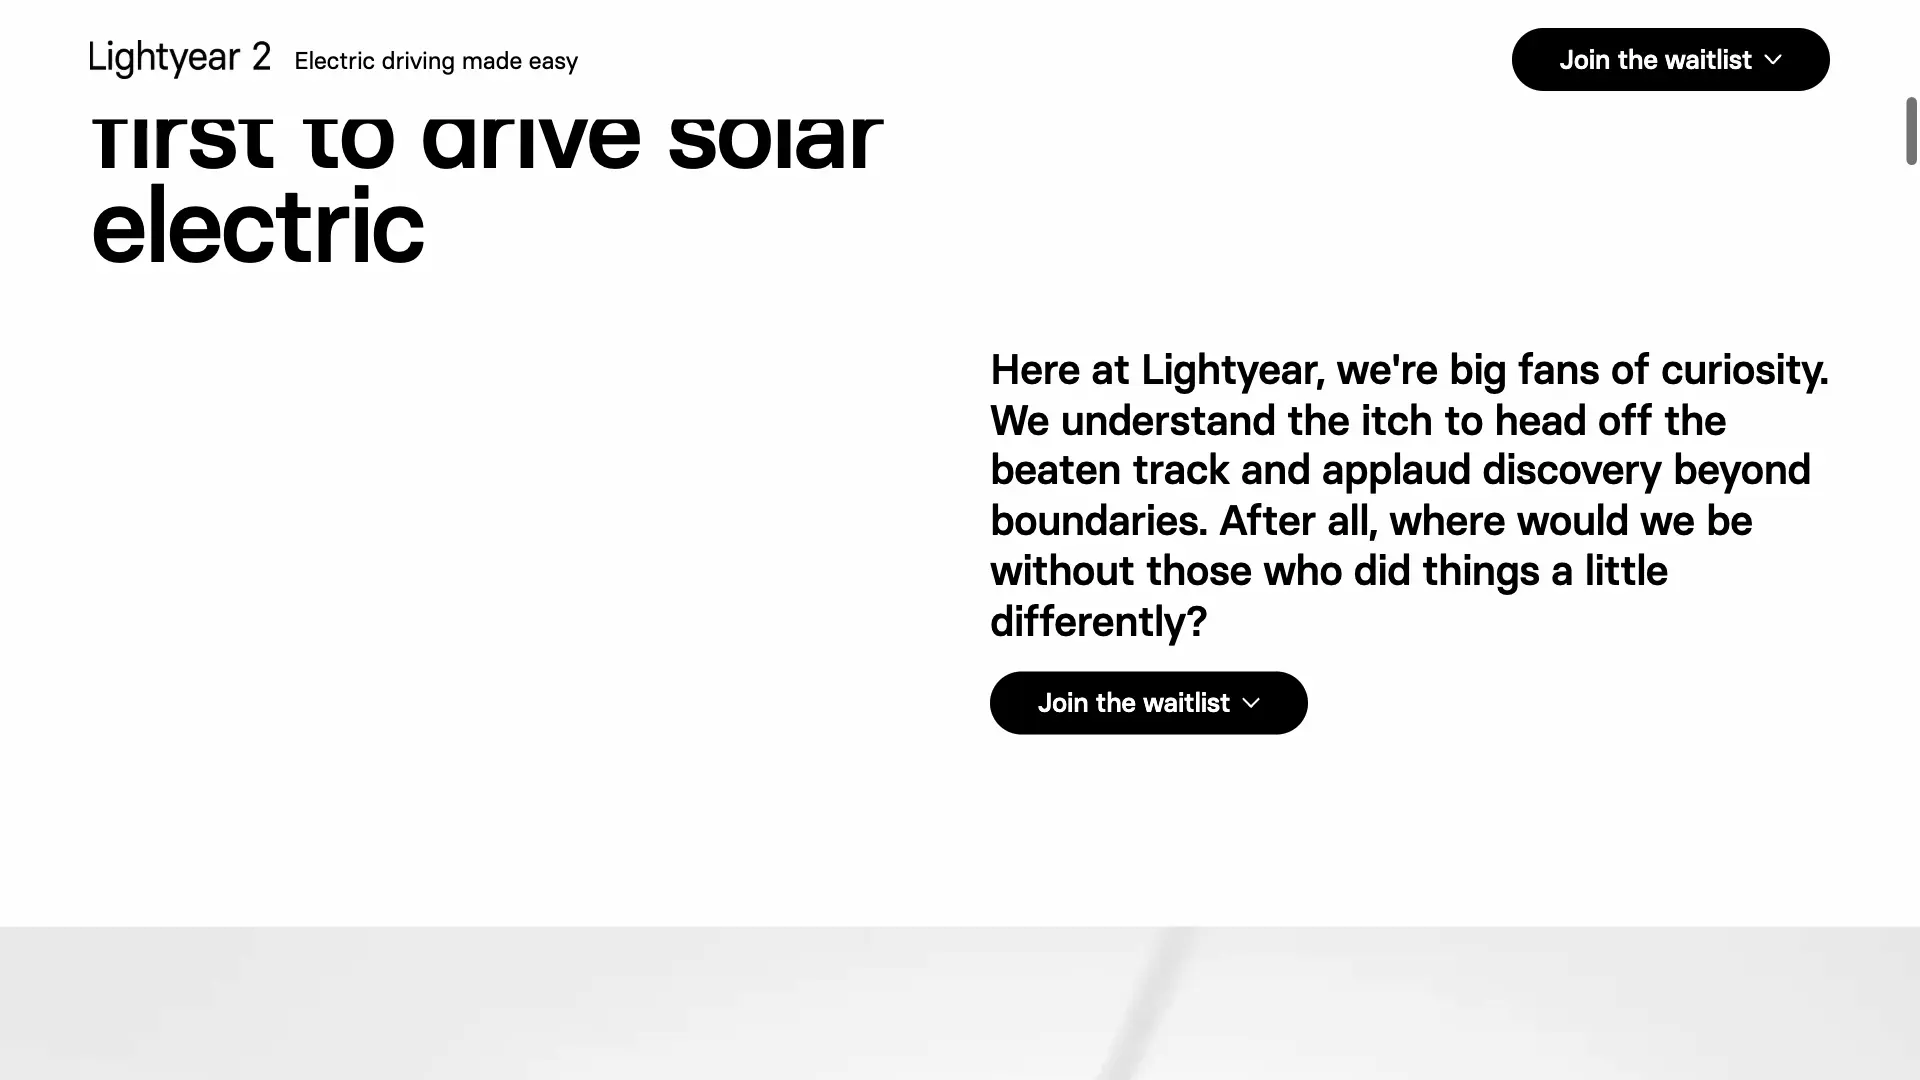 Lightyear 2 Electric driving made easy
Join the waitlist
first to drive solar
electric
Here at Lightyear, we're big fans of curiosity.
We understand the itch to head off the
beaten track and applaud discovery beyond
boundaries. After all, where would we be
without those who did things a little
differently?
Join the waitlist